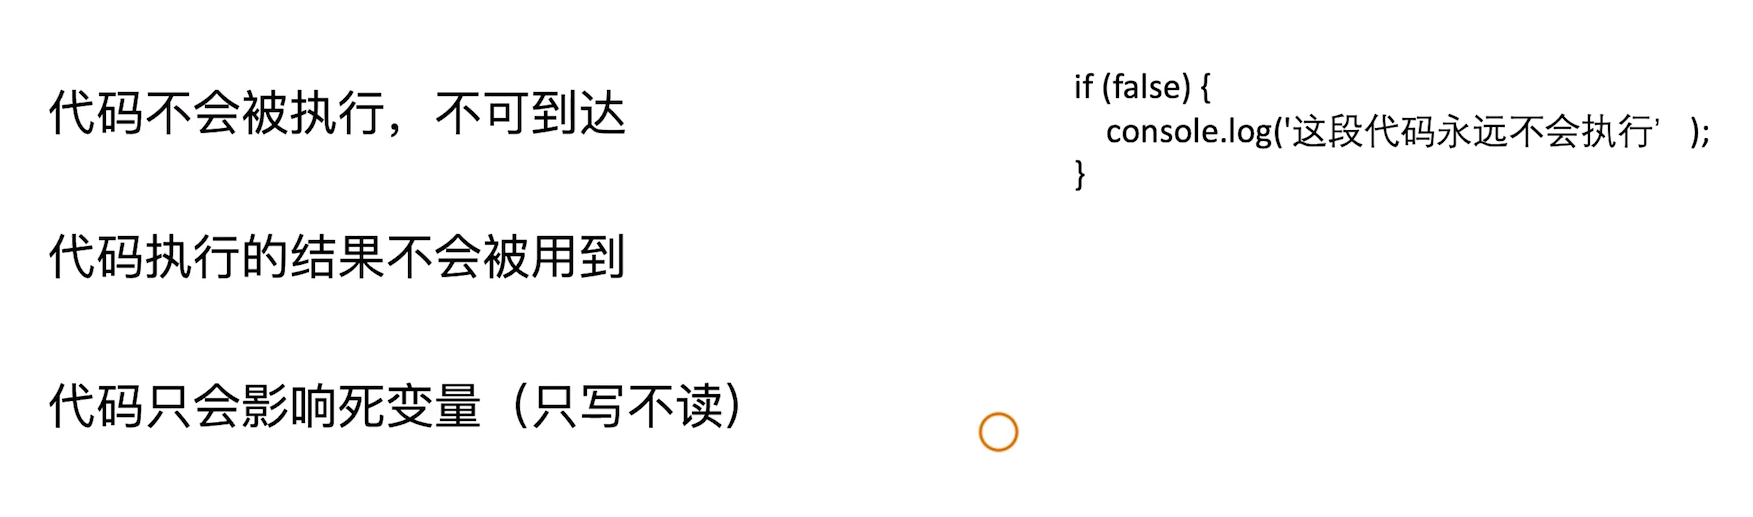 代码不会被执行，不可到达
if (false) {
console.log('这段代码永远不会执行’ );
}
代码执行的结果不会被用到
代码只会影响死变量（只写不读）